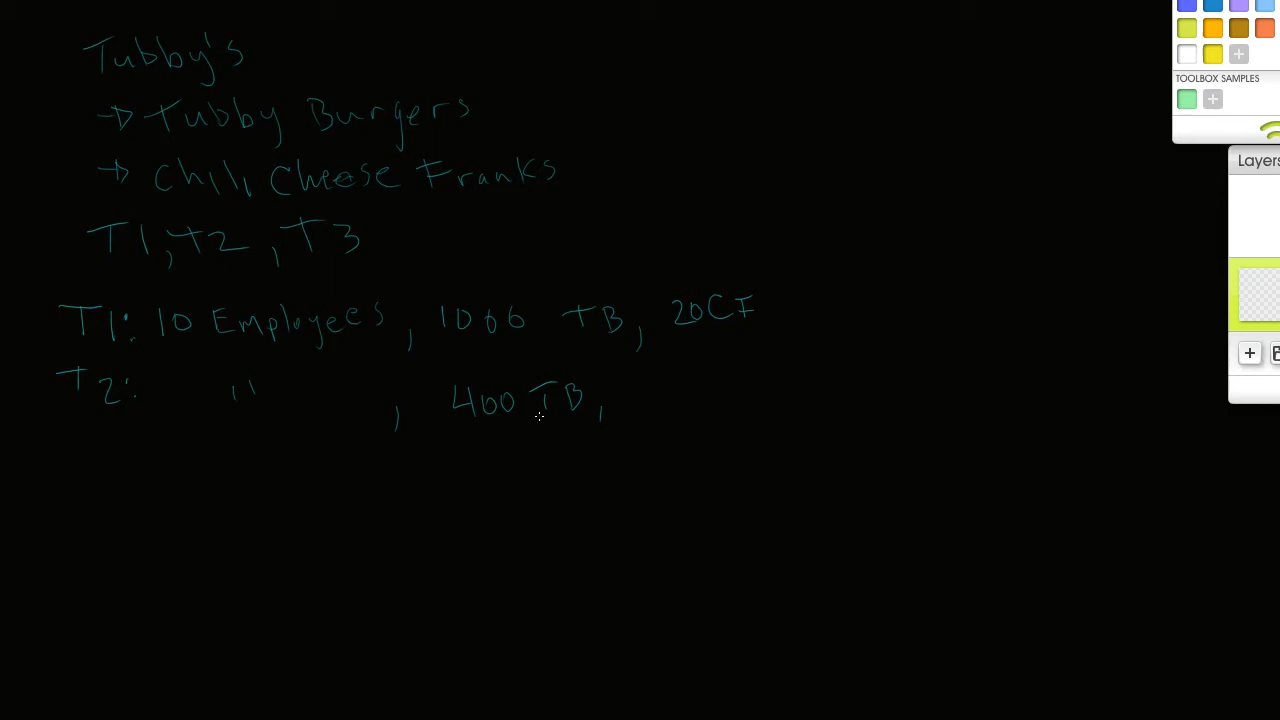 Tubby's
→ Tubby Burgers
→ Chili Cheese Franks
T1, T2, T3
T1: 10 Employees, 1000 TB, 20CF
T2: " , 400 TB,
TOOLBOX SAMPLES
Layers